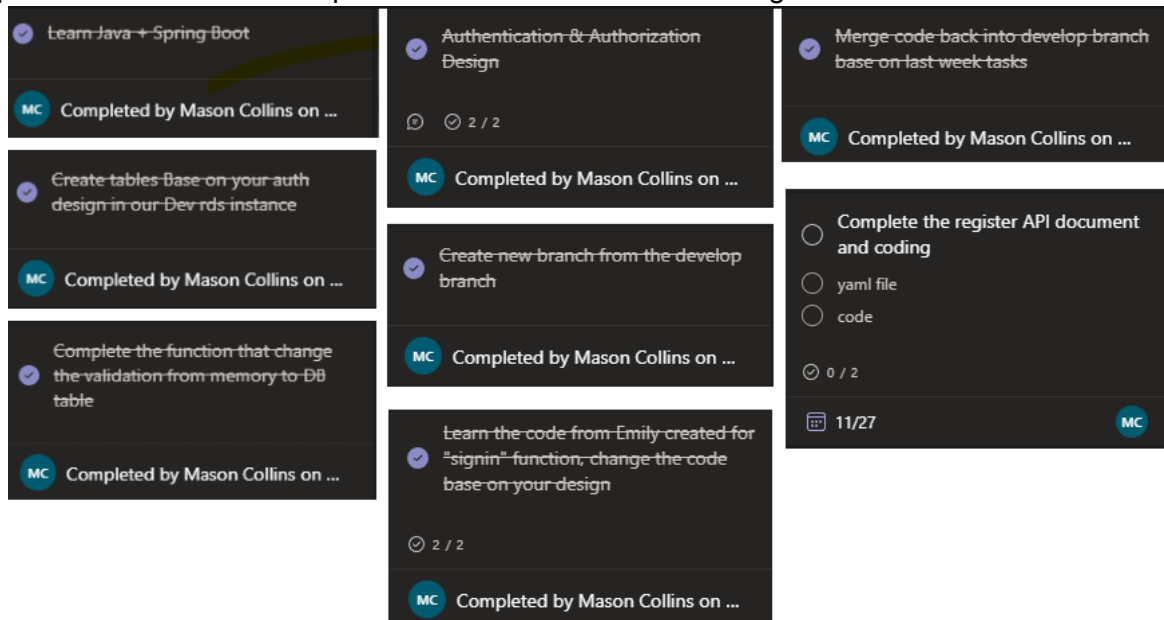 Learn Java + Spring Boot
MC Completed by Mason Collins on ...
Create tables Base on your auth
design in our Dev rds instance
MC Completed by Mason Collins on ...
Complete the function that change
the validation from memory to DB
table
MC Completed by Mason Collins on ...
Authentication & Authorization
Design
2 / 2
MC Completed by Mason Collins on ...
Create new branch from the develop
branch
MC Completed by Mason Collins on ...
Learn the code from Emily created for
"signin" function, change the code
base on your design
2 / 2
MC Completed by Mason Collins on ...
Merge code back into develop branch
base on last week tasks
MC Completed by Mason Collins on ...
Complete the register API document
and coding
yaml file
code
0 / 2
11/27 MC